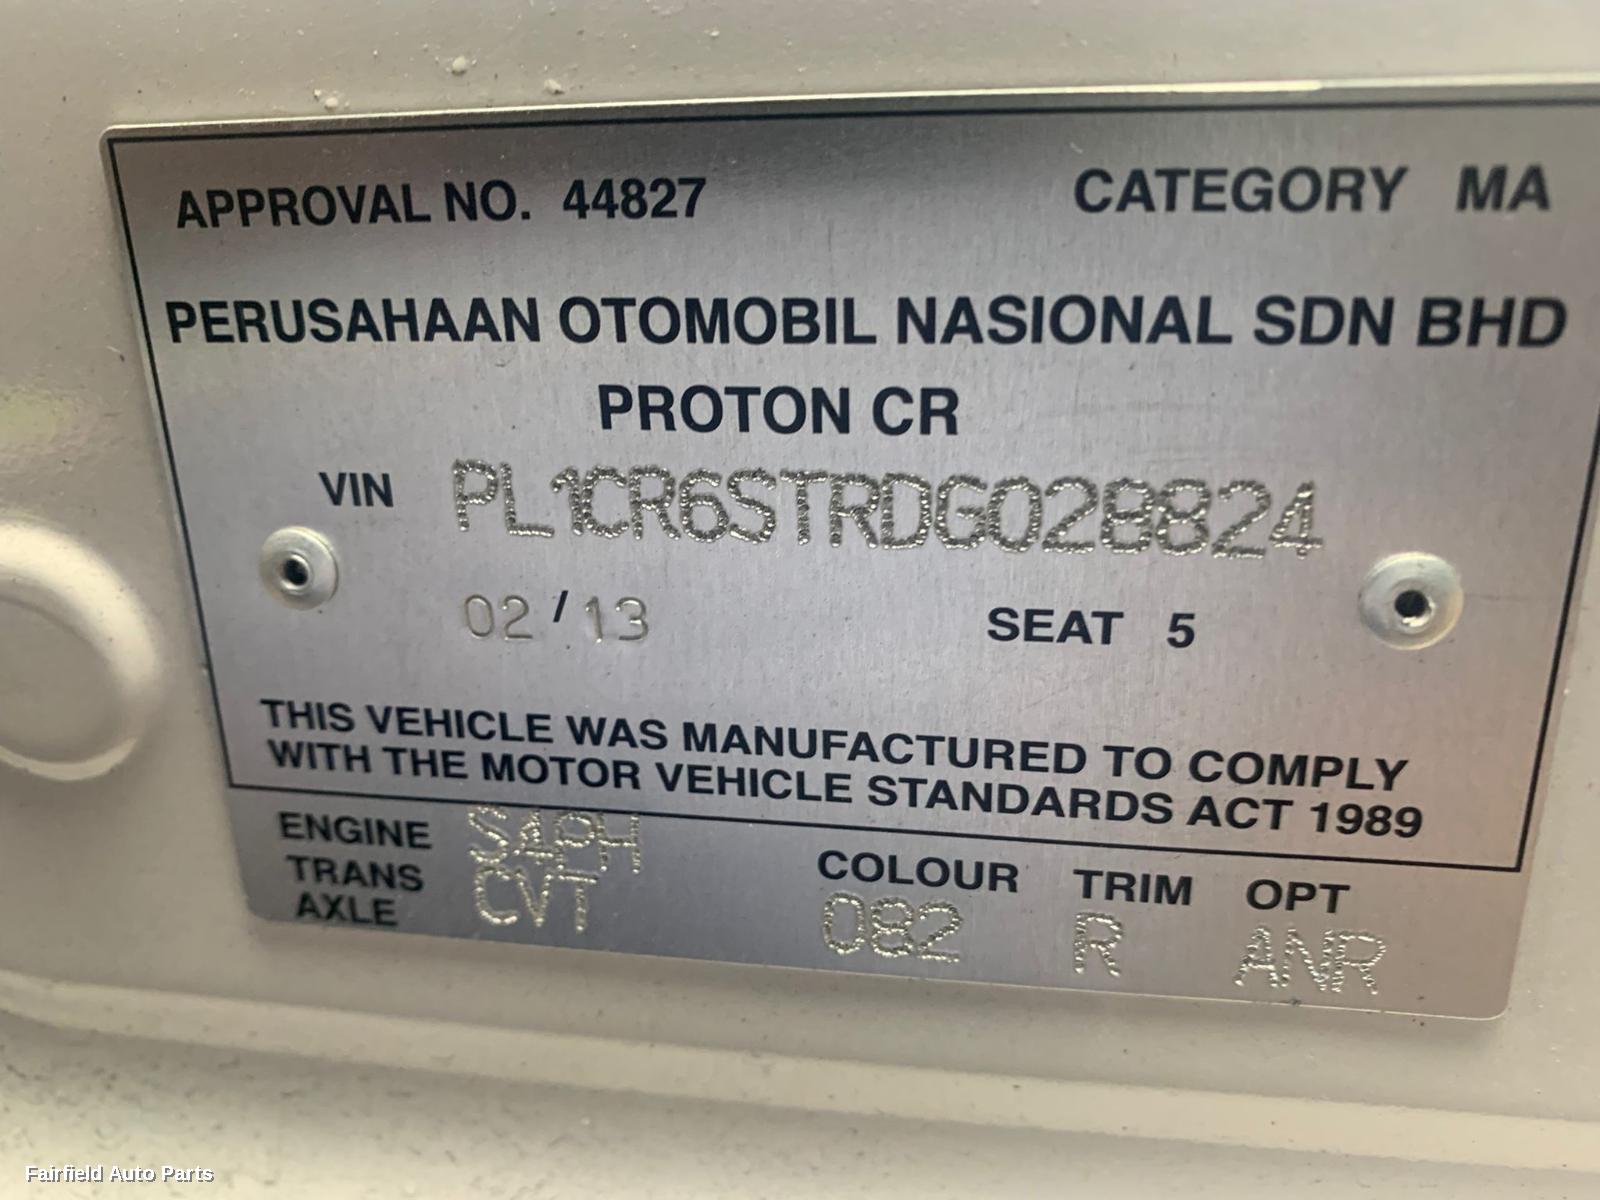 APPROVAL NO. 44827 CATEGORY MA
PERUSAHAAN OTOMOBIL NASIONAL SDN BHD
PROTON CR
VIN PL1CR6STRDG028824
02 / 13 SEAT 5
THIS VEHICLE WAS MANUFACTURED TO COMPLY
WITH THE MOTOR VEHICLE STANDARDS ACT 1989
ENGINE S4PH
TRANS AXLE CVT
COLOUR 082 TRIM R OPT ANR
Fairfield Auto Parts